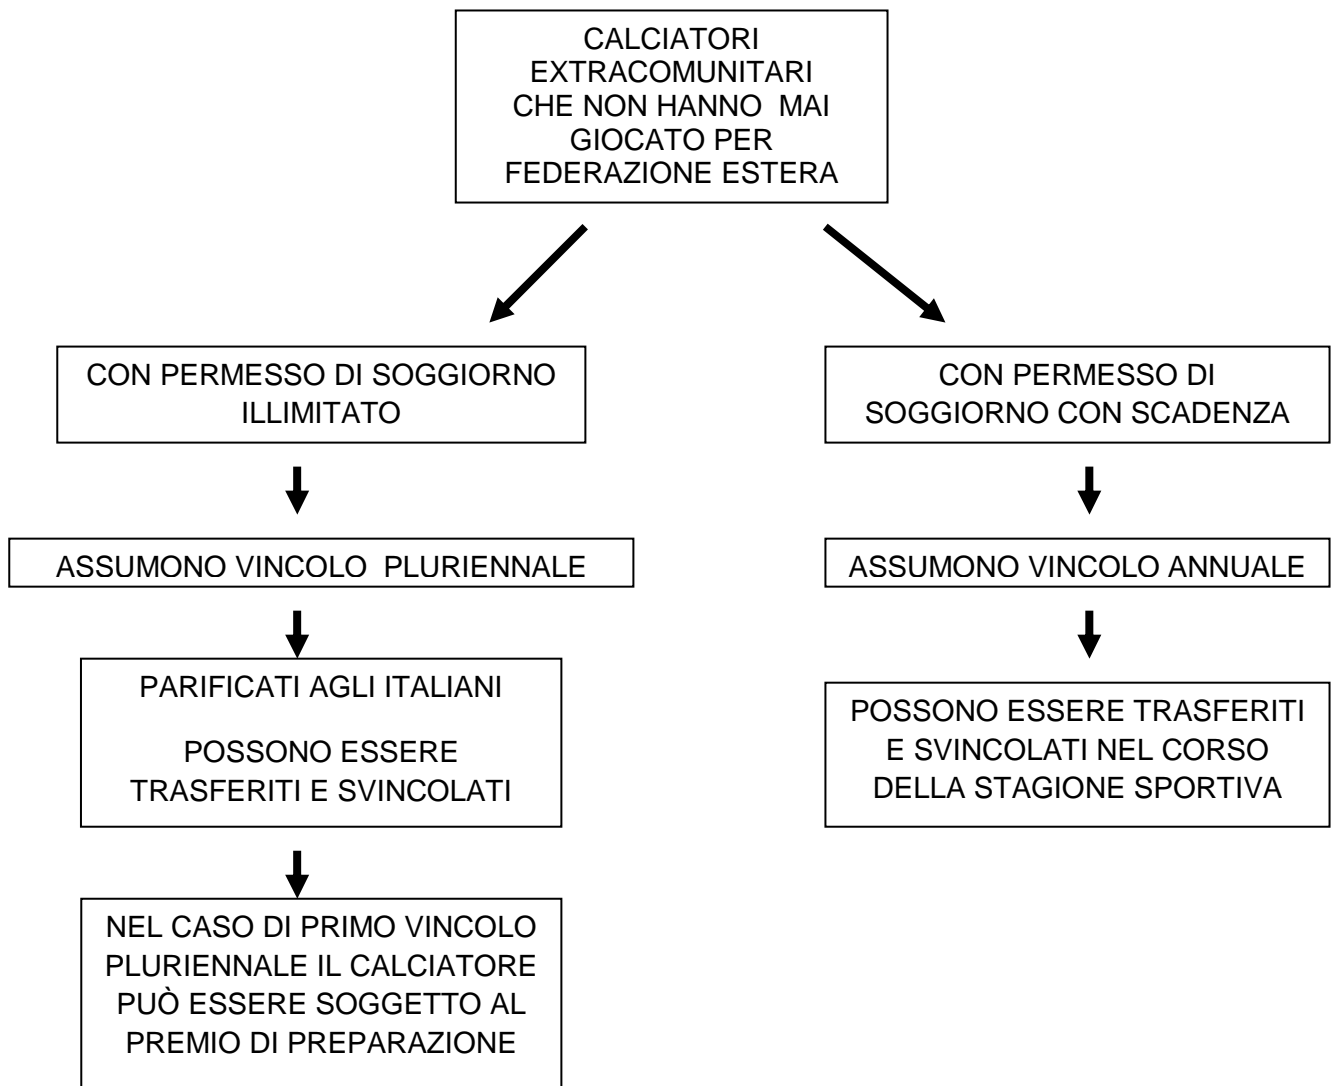 CALCIATORI
EXTRACOMUNITARI
CHE NON HANNO MAI
GIOCATO PER
FEDERAZIONE ESTERA
CON PERMESSO DI SOGGIORNO
ILLIMITATO
CON PERMESSO DI
SOGGIORNO CON SCADENZA
ASSUMONO VINCOLO PLURIENNALE
ASSUMONO VINCOLO ANNUALE
PARIFICATI AGLI ITALIANI
POSSONO ESSERE
TRASFERITI E SVINCOLATI
POSSONO ESSERE TRASFERITI
E SVINCOLATI NEL CORSO
DELLA STAGIONE SPORTIVA
NEL CASO DI PRIMO VINCOLO
PLURIENNALE IL CALCIATORE
PUÒ ESSERE SOGGETTO AL
PREMIO DI PREPARAZIONE